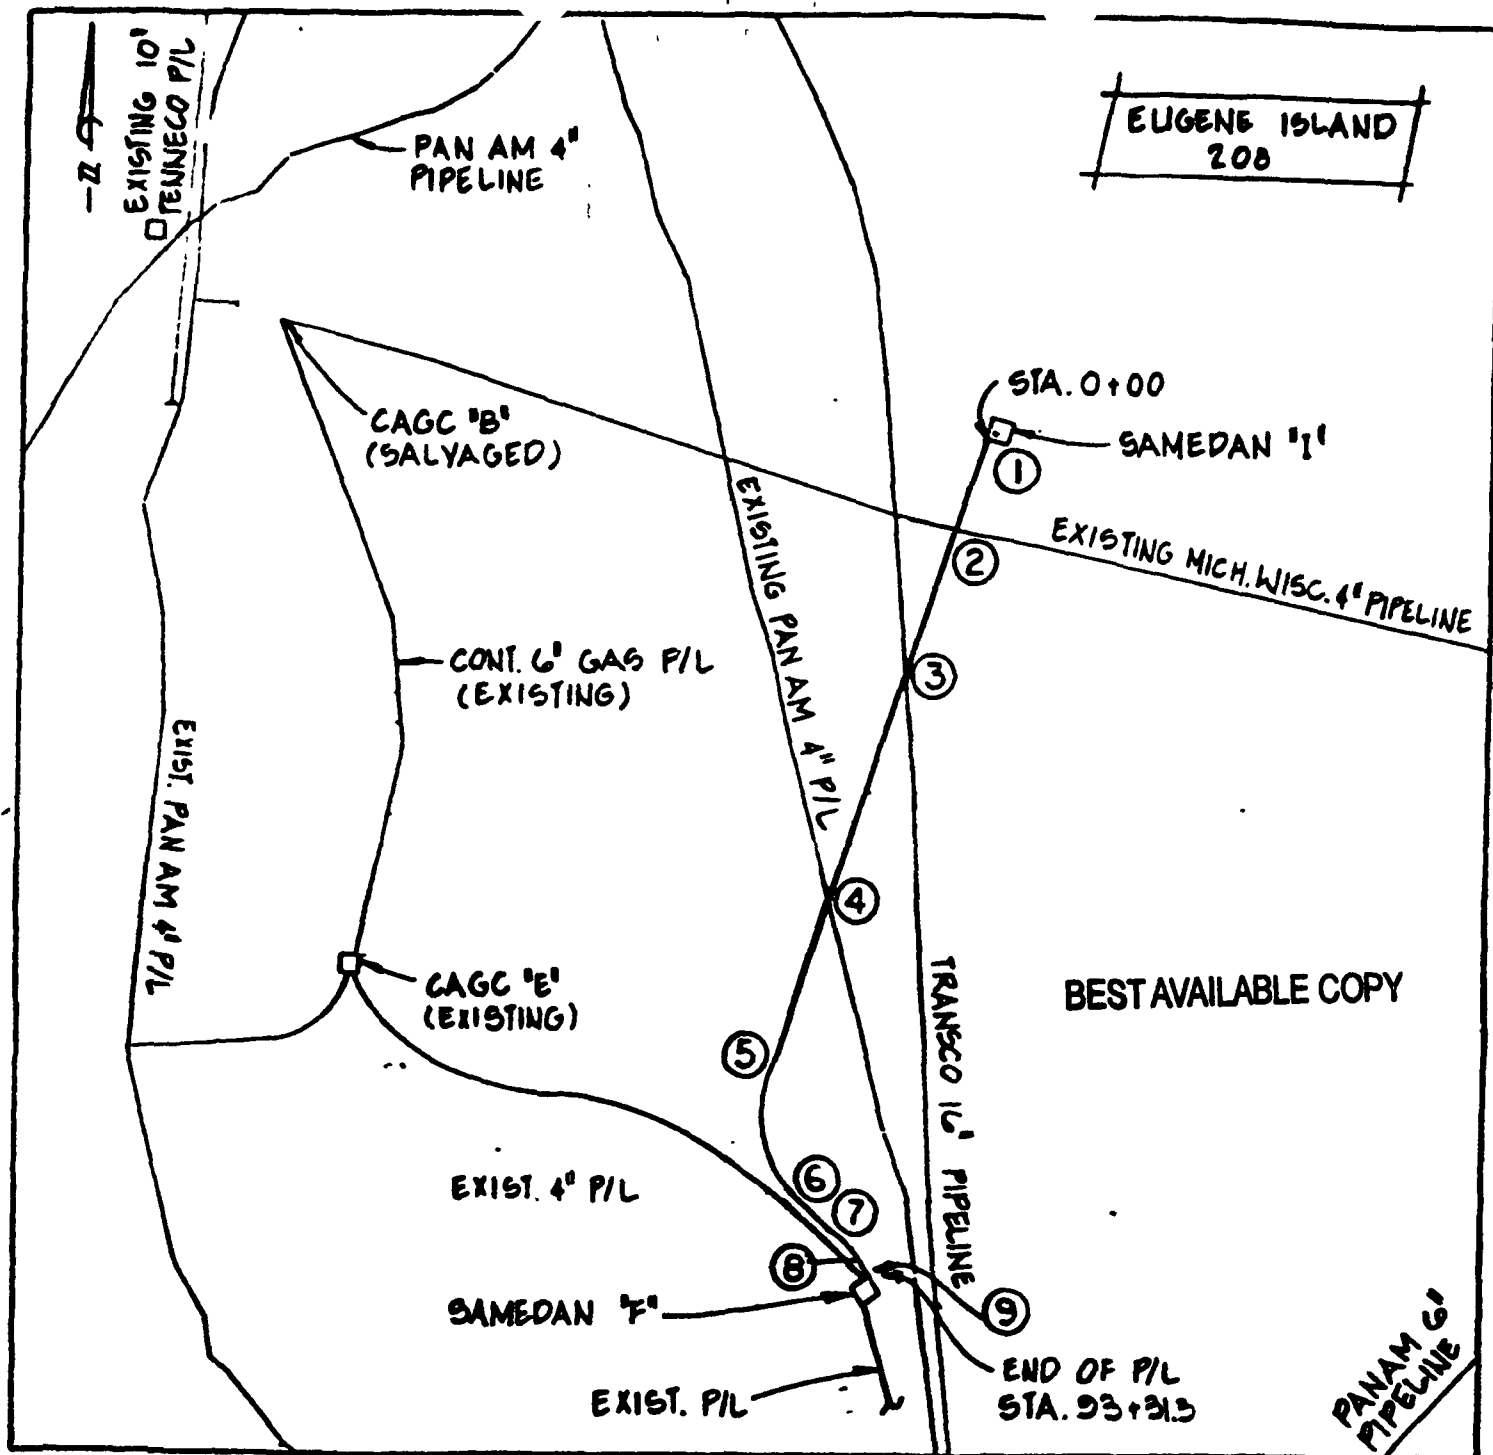 N
EXISTING 10"
TENNECO P/L
PAN AM 4"
PIPELINE
EUGENE ISLAND
208
STA. 0+00
SAMEDAN "I"
CAGC "B"
(SALVAGED)
1
2
EXISTING MICH. WISC. 4" PIPELINE
EXISTING PAN AM 4" P/L
3
CONT. 6" GAS P/L
(EXISTING)
EXIST. PAN AM 4" P/L
4
CAGC "E"
(EXISTING)
TRANSCO 16" PIPELINE
BEST AVAILABLE COPY
5
EXIST. 4" P/L
6
7
8
SAMEDAN "F"
9
END OF P/L
STA. 93+31.3
EXIST. P/L
PANAM 6"
PIPELINE